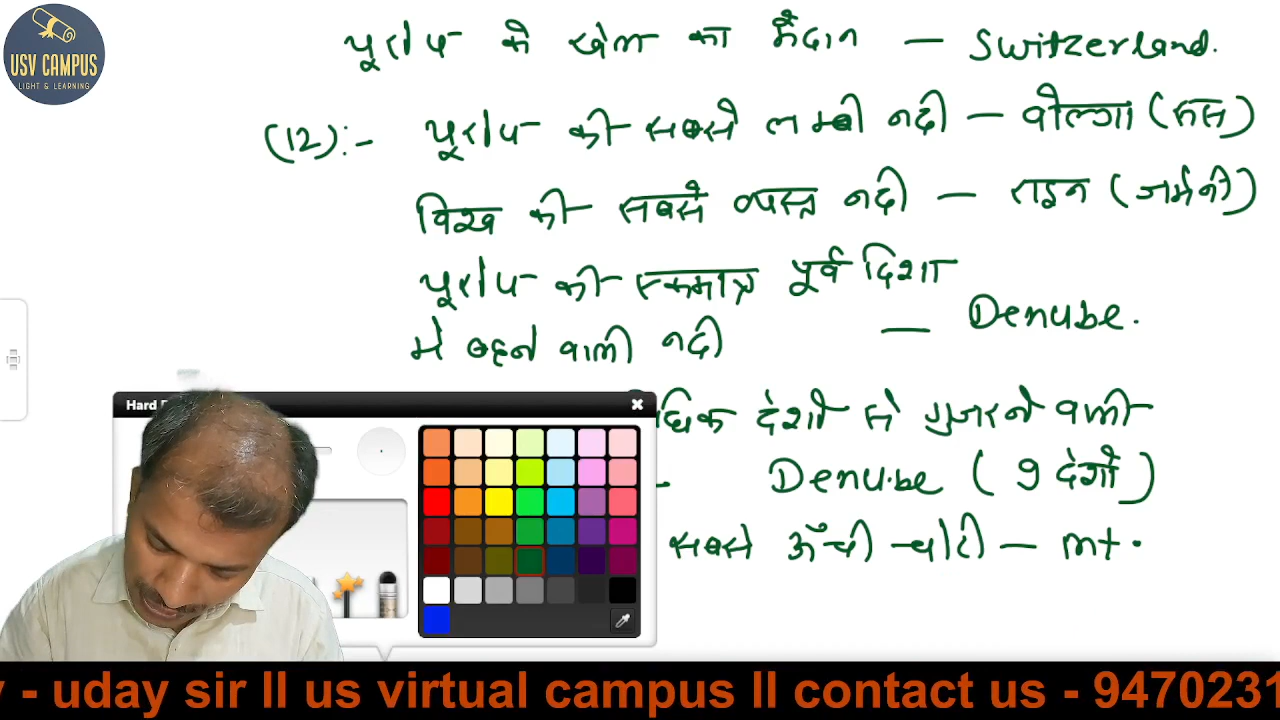 USV CAMPUS
LIGHT & LEARNING
यूरोप के खेल का मैदान — Switzerland.
(12):- यूरोप की सबसे लम्बी नदी — वोल्गा (रूस)
विश्व की सबसे व्यस्त नदी — राइन (जर्मनी)
यूरोप की एकमात्र पूर्व दिशा
मे बहने वाली नदी — Denube.
Hard
धिक देशों से गुजरने वाली
- Denube ( 9 देशों )
सबसे ऊँची चोटी — mt.
- uday sir ll us virtual campus ll contact us - 9470231